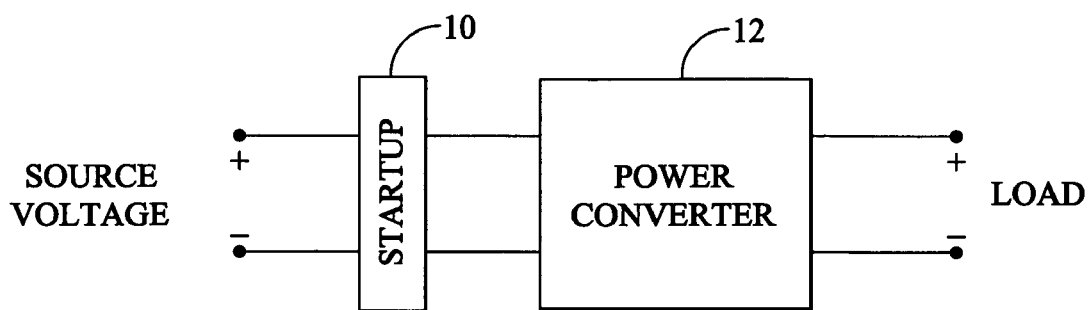 10
12
+
+
SOURCE
VOLTAGE
STARTUP
POWER
CONVERTER
LOAD
−
−